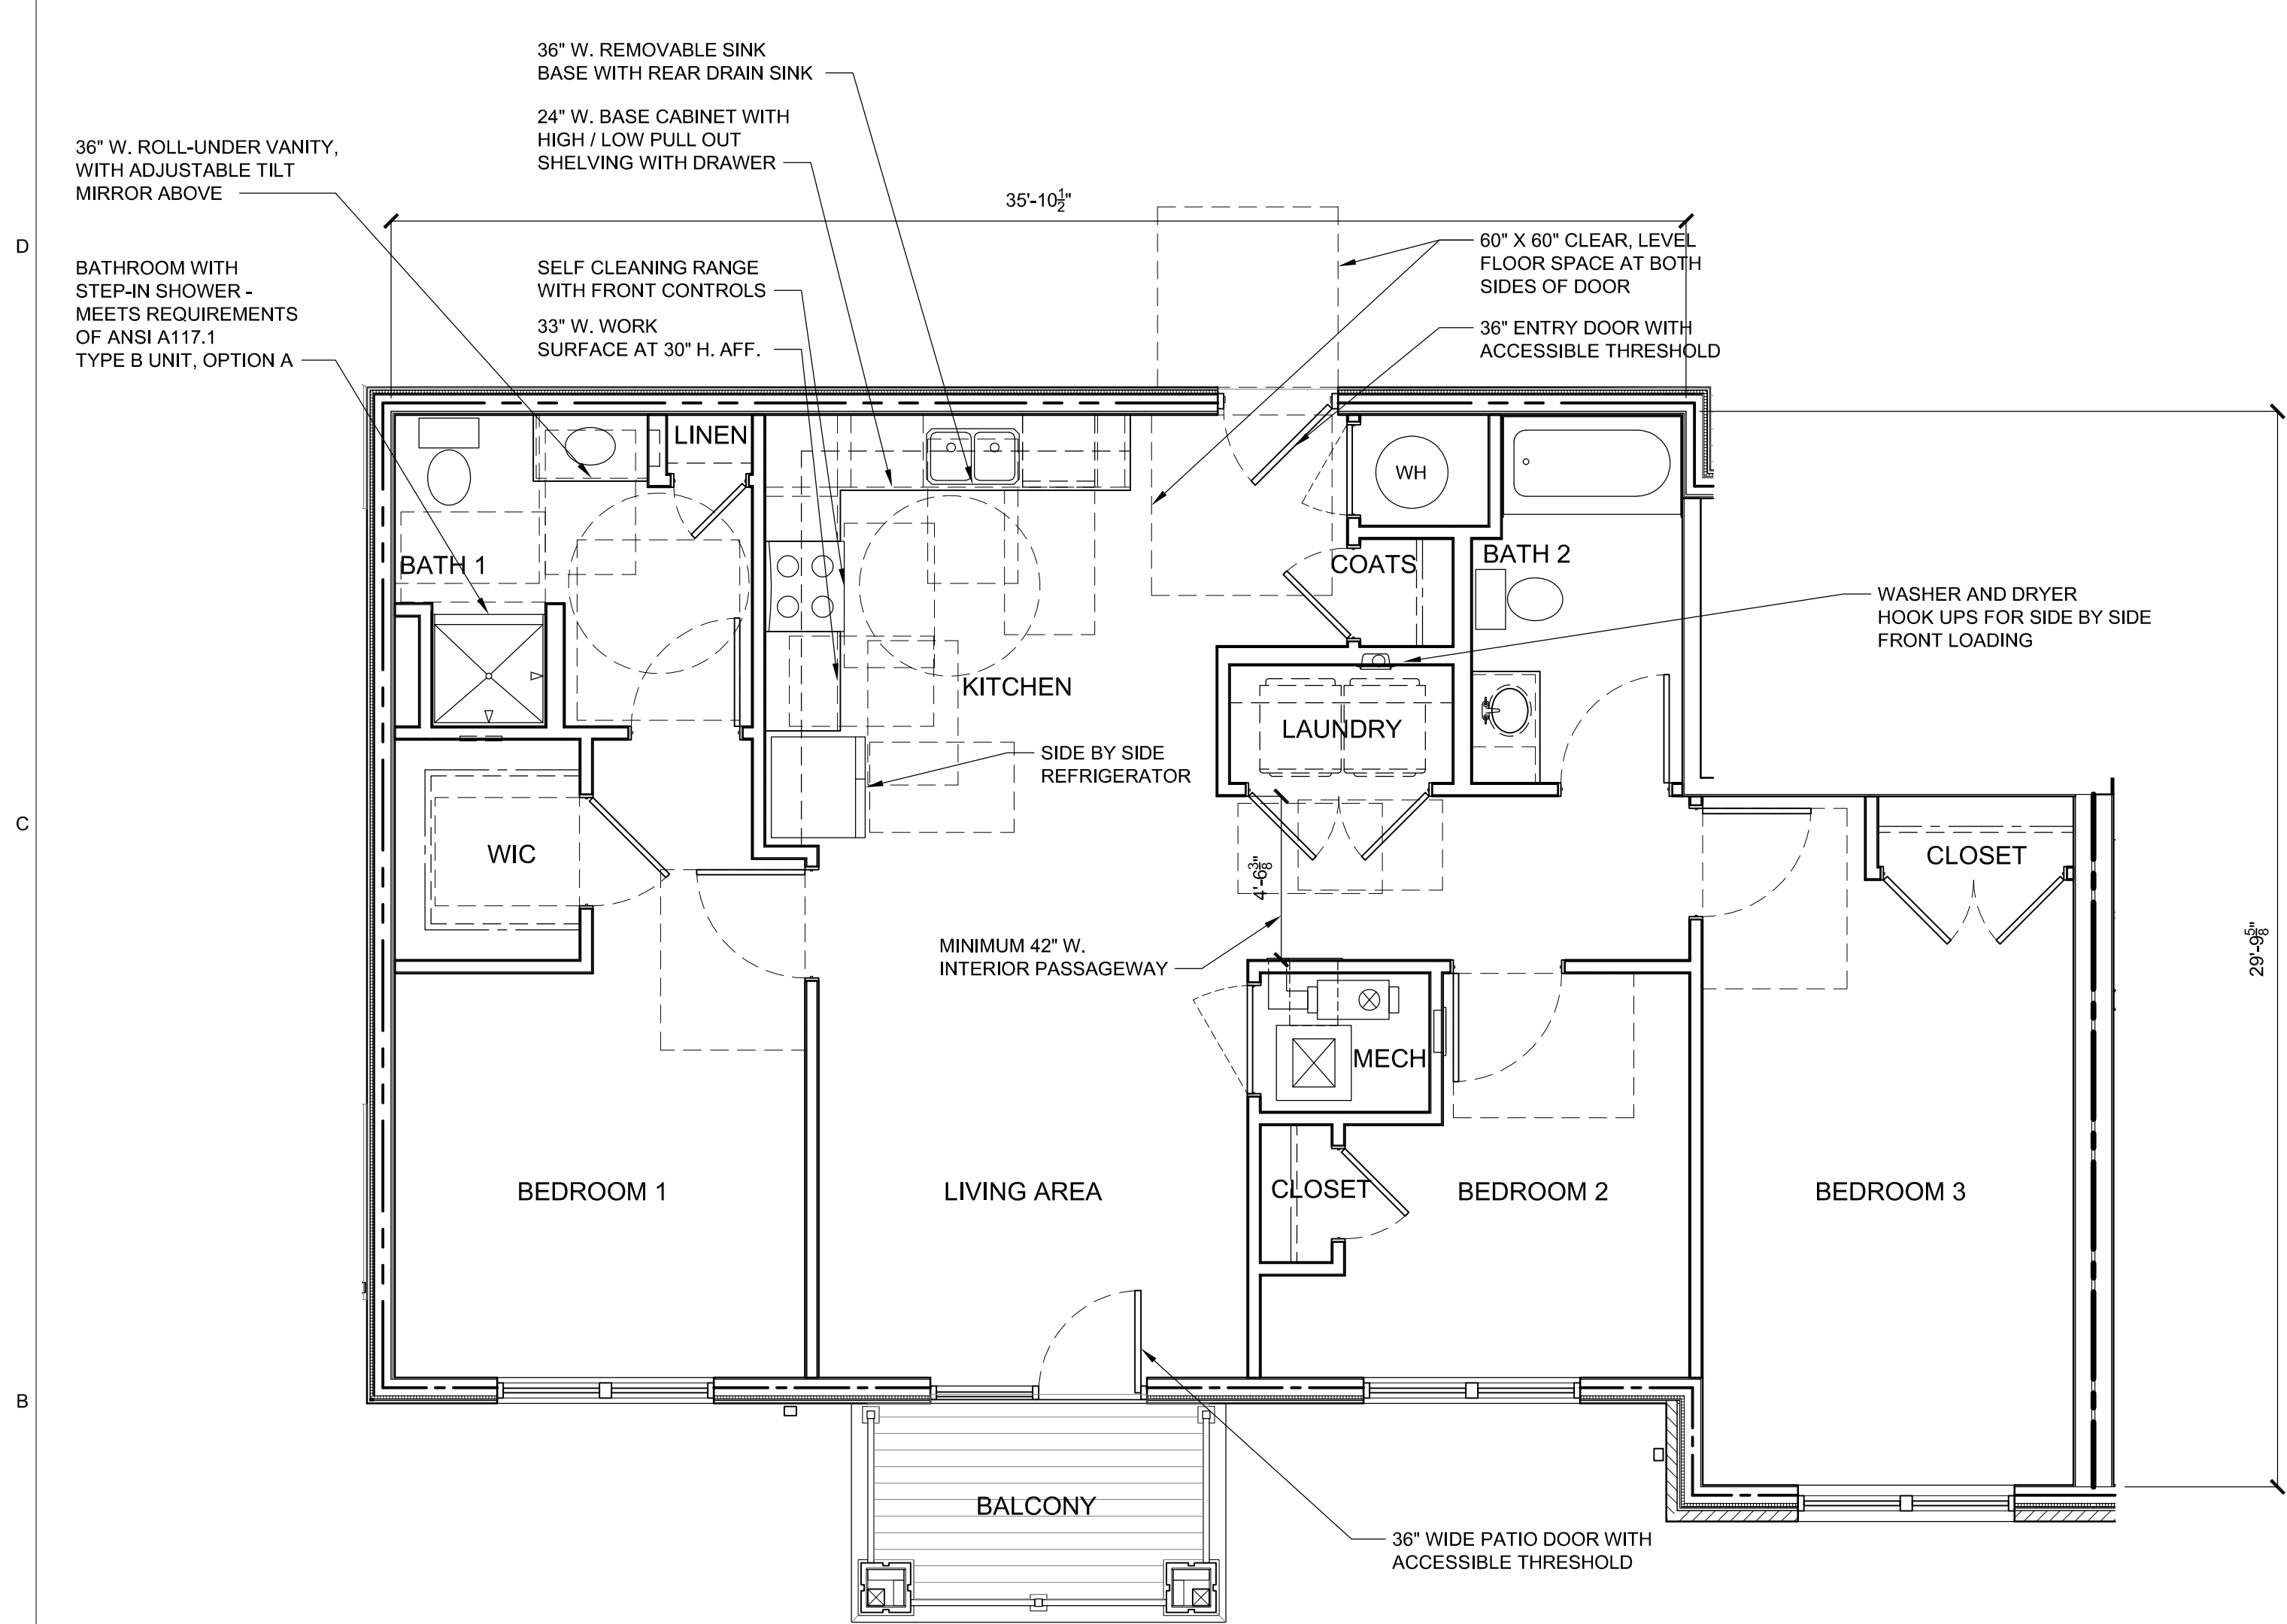 36" W. REMOVABLE SINK
BASE WITH REAR DRAIN SINK
24" W. BASE CABINET WITH
HIGH / LOW PULL OUT
SHELVING WITH DRAWER
36" W. ROLL-UNDER VANITY,
WITH ADJUSTABLE TILT
MIRROR ABOVE
35'-10 1/2"
D
60" X 60" CLEAR, LEVEL
FLOOR SPACE AT BOTH
SIDES OF DOOR
BATHROOM WITH
STEP-IN SHOWER -
MEETS REQUIREMENTS
OF ANSI A117.1
TYPE B UNIT, OPTION A
SELF CLEANING RANGE
WITH FRONT CONTROLS
33" W. WORK
SURFACE AT 30" H. AFF.
36" ENTRY DOOR WITH
ACCESSIBLE THRESHOLD
LINEN
WH
BATH 1
COATS
BATH 2
WASHER AND DRYER
HOOK UPS FOR SIDE BY SIDE
FRONT LOADING
KITCHEN
LAUNDRY
SIDE BY SIDE
REFRIGERATOR
C
WIC
CLOSET
4'-6 3/8"
MINIMUM 42" W.
INTERIOR PASSAGEWAY
29'-9 5/8"
MECH
BEDROOM 1
LIVING AREA
CLOSET
BEDROOM 2
BEDROOM 3
B
BALCONY
36" WIDE PATIO DOOR WITH
ACCESSIBLE THRESHOLD